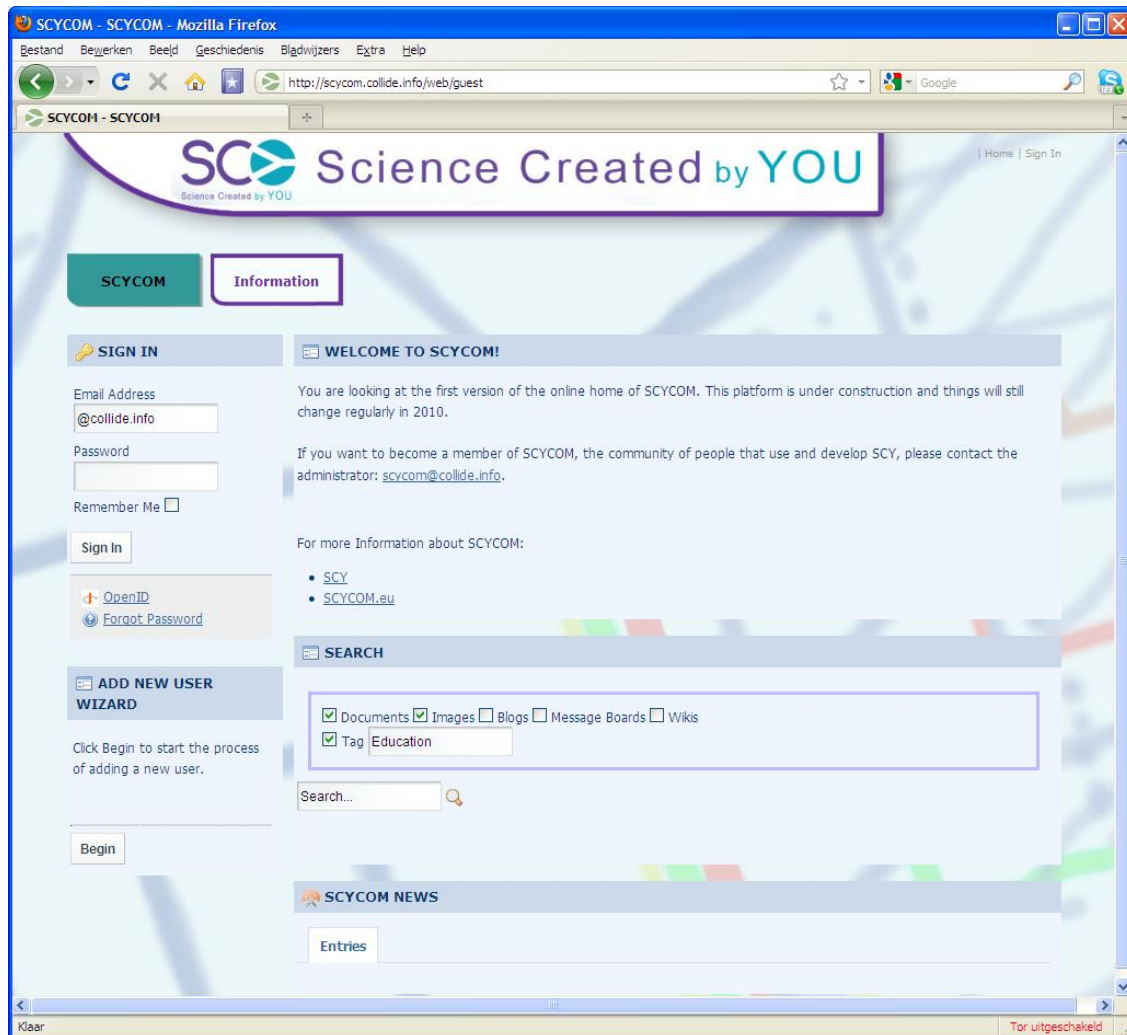 SCYCOM - SCYCOM - Mozilla Firefox
Bestand Bewerken Beeld Geschiedenis Bladwijzers Extra Help
http://scycom.collide.info/web/guest Google
SCYCOM - SCYCOM
SC Science Created by YOU
Science Created by YOU
| Home | Sign In
SCYCOM Information
SIGN IN
Email Address
@collide.info
Password
Remember Me
Sign In
OpenID
Forgot Password
ADD NEW USER
WIZARD
Click Begin to start the process
of adding a new user.
Begin
WELCOME TO SCYCOM!
You are looking at the first version of the online home of SCYCOM. This platform is under construction and things will still
change regularly in 2010.
If you want to become a member of SCYCOM, the community of people that use and develop SCY, please contact the
administrator: scycom@collide.info.
For more Information about SCYCOM:
• SCY
• SCYCOM.eu
SEARCH
Documents Images Blogs Message Boards Wikis
Tag Education
Search...
SCYCOM NEWS
Entries
Klaar Tor uitgeschakeld